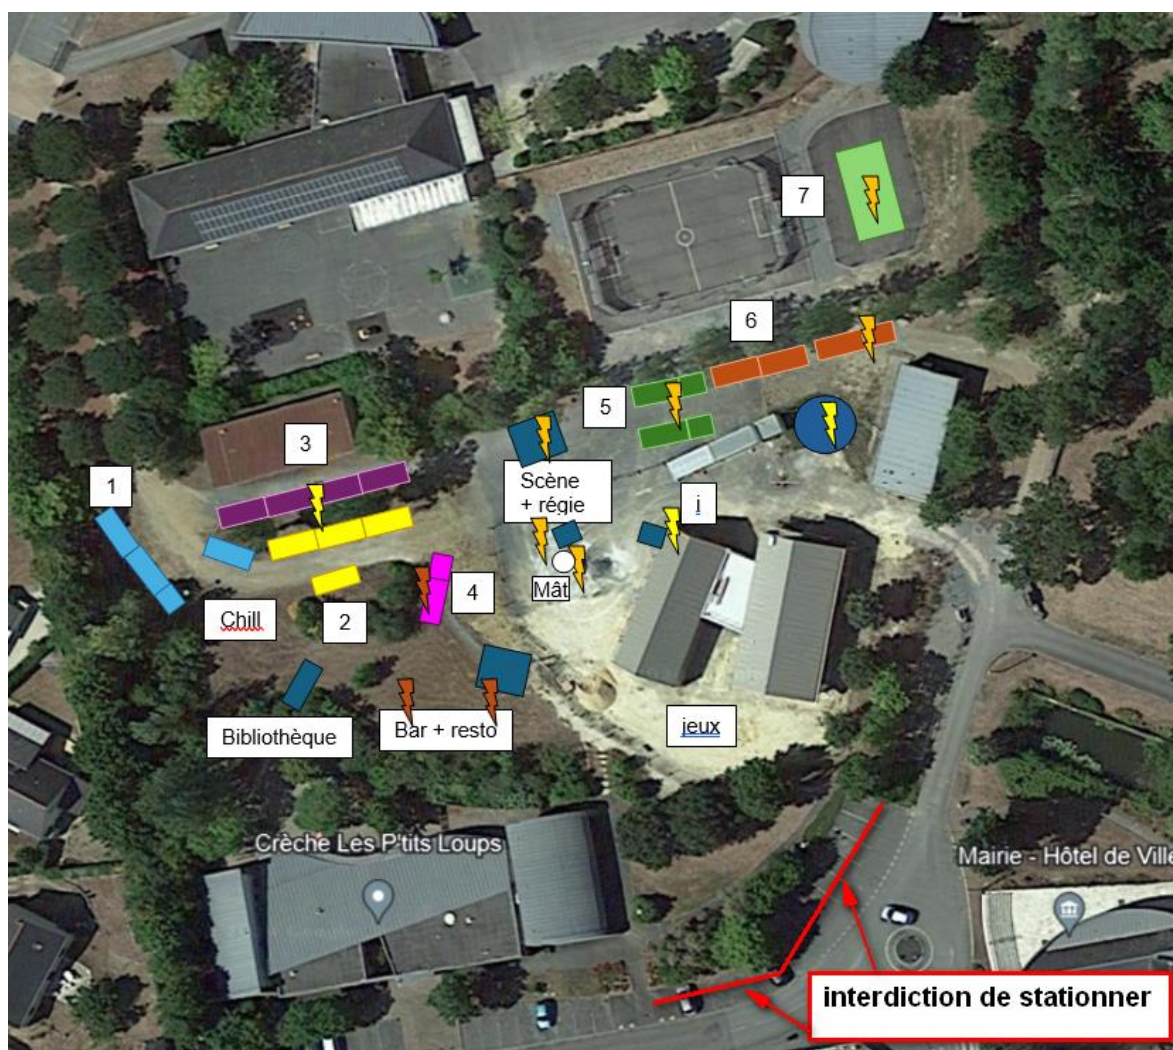 7
6
5
3
1
Scène
+ régie
i
Mât
4
2
Chill
Bibliothèque
Bar + resto
jeux
Crèche Les P'tits Loups
Mairie - Hôtel de Ville
interdiction de stationner